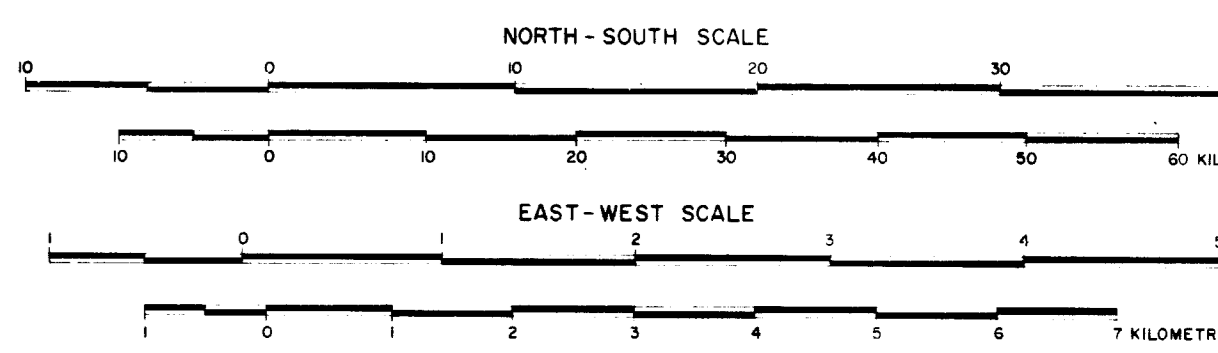 NORTH-SOUTH SCALE
10 0 10 20 30
10 0 10 20 30 40 50 60 KIL
EAST-WEST SCALE
1 0 1 2 3 4 5
1 0 1 2 3 4 5 6 7 KILOMETR